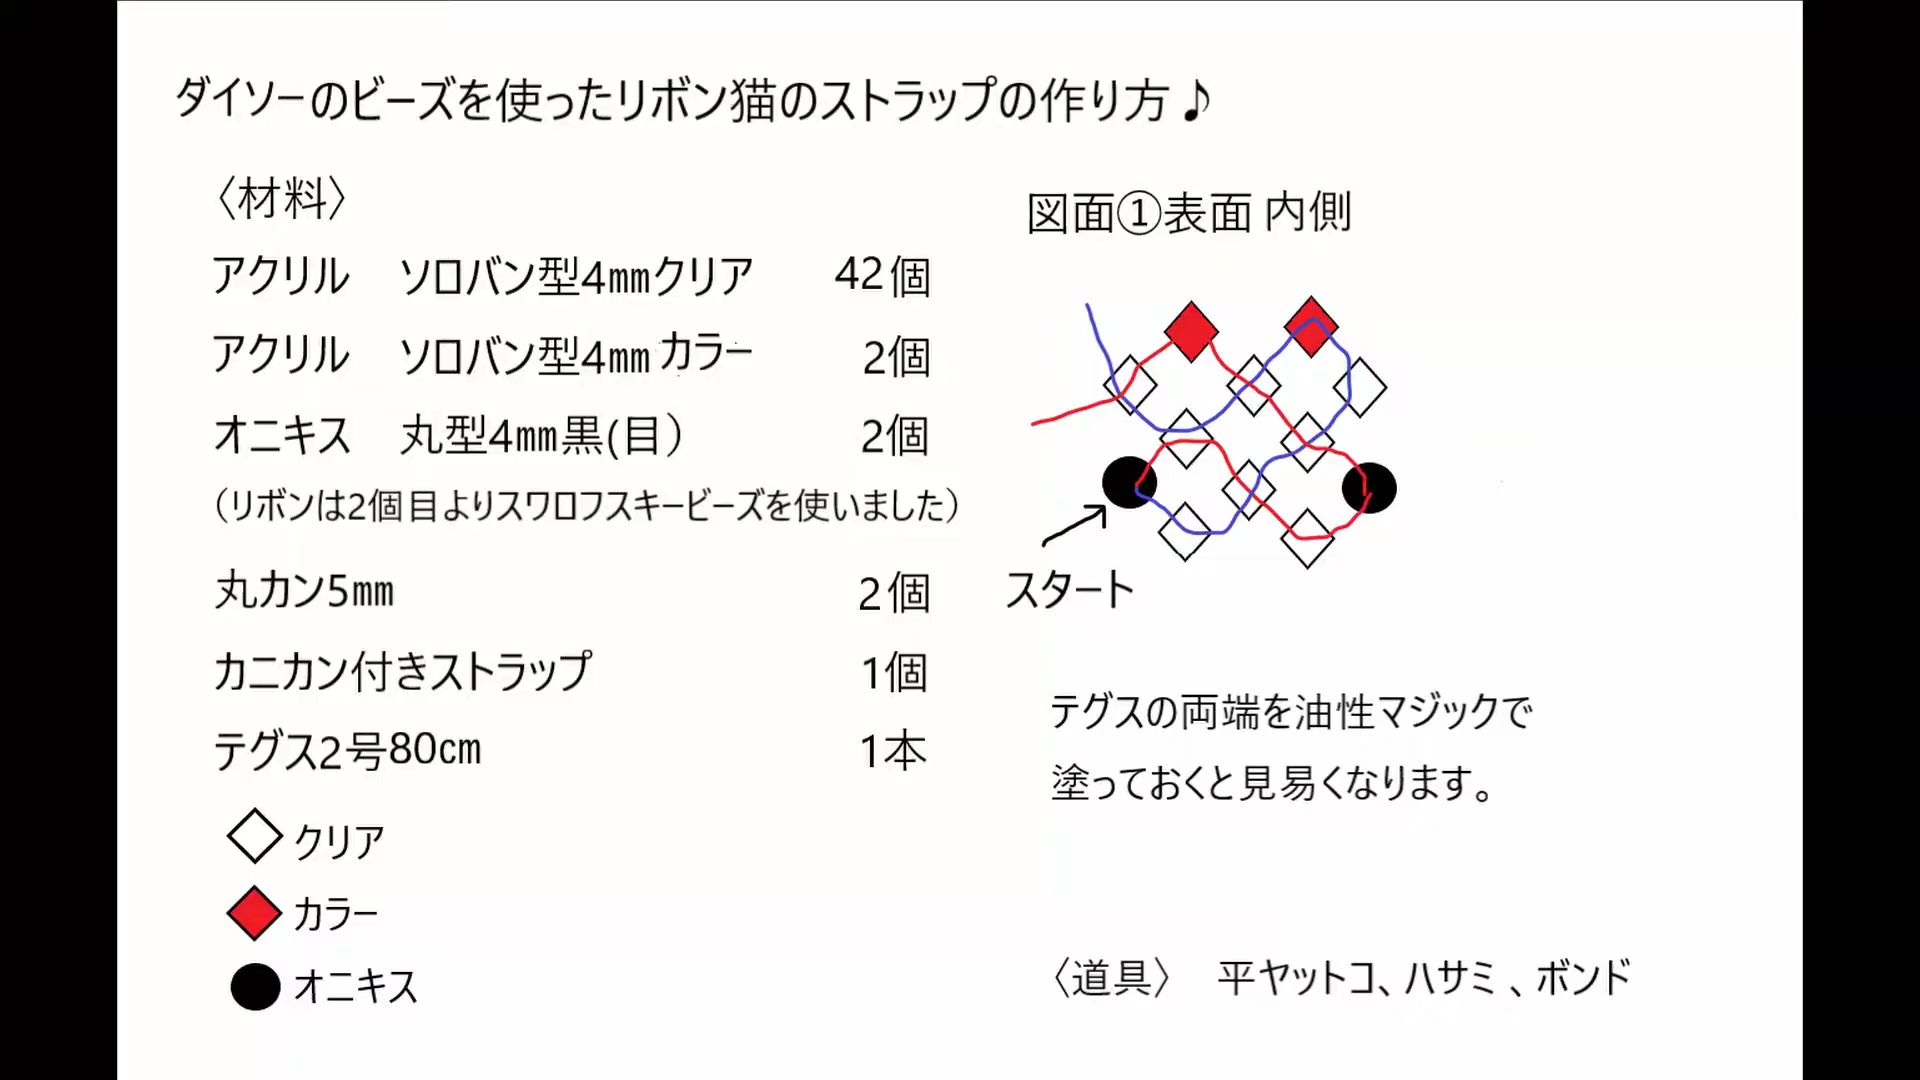 ダイソーのビーズを使ったリボン猫のストラップの作り方♪
〈材料〉
アクリル　ソロバン型4㎜クリア　42個
アクリル　ソロバン型4㎜カラー　2個
オニキス　丸型4㎜黒(目）　2個
（リボンは2個目よりスワロフスキービーズを使いました）
丸カン5㎜　2個
カニカン付きストラップ　1個
テグス2号80㎝　1本
クリア
カラー
オニキス
図面①表面 内側
スタート
テグスの両端を油性マジックで
塗っておくと見易くなります。
〈道具〉　平ヤットコ、ハサミ、ボンド